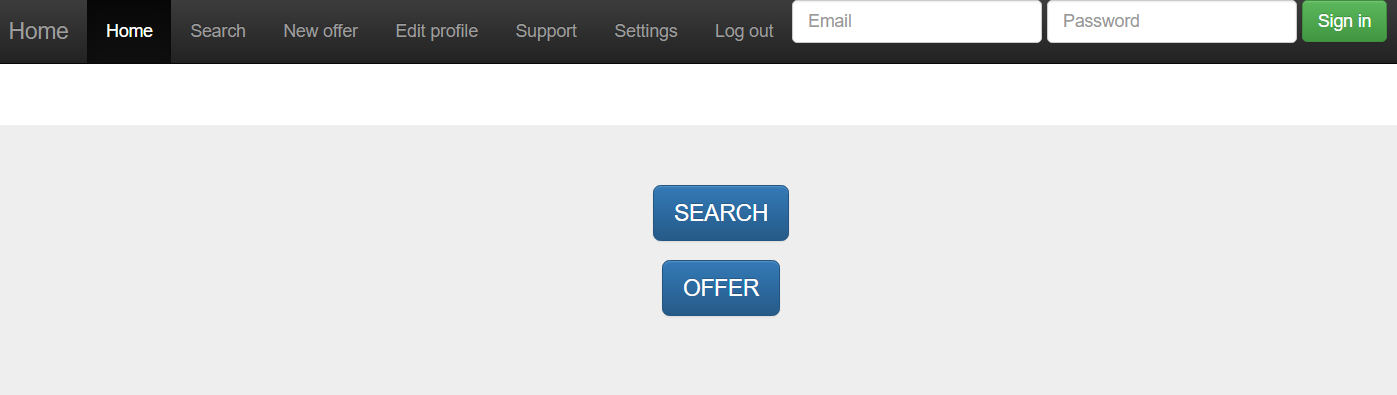 Home Home Search New offer Edit profile Support Settings Log out Email Password Sign in
SEARCH
OFFER